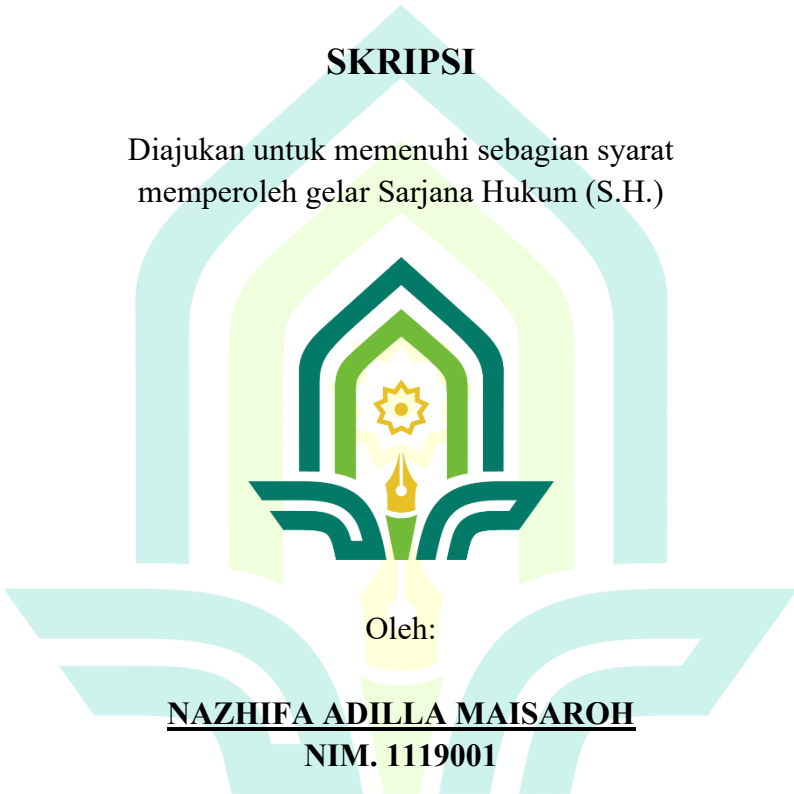 SKRIPSI
Diajukan untuk memenuhi sebagian syarat
memperoleh gelar Sarjana Hukum (S.H.)
Oleh:
NAZHIFA ADILLA MAISAROH
NIM. 1119001